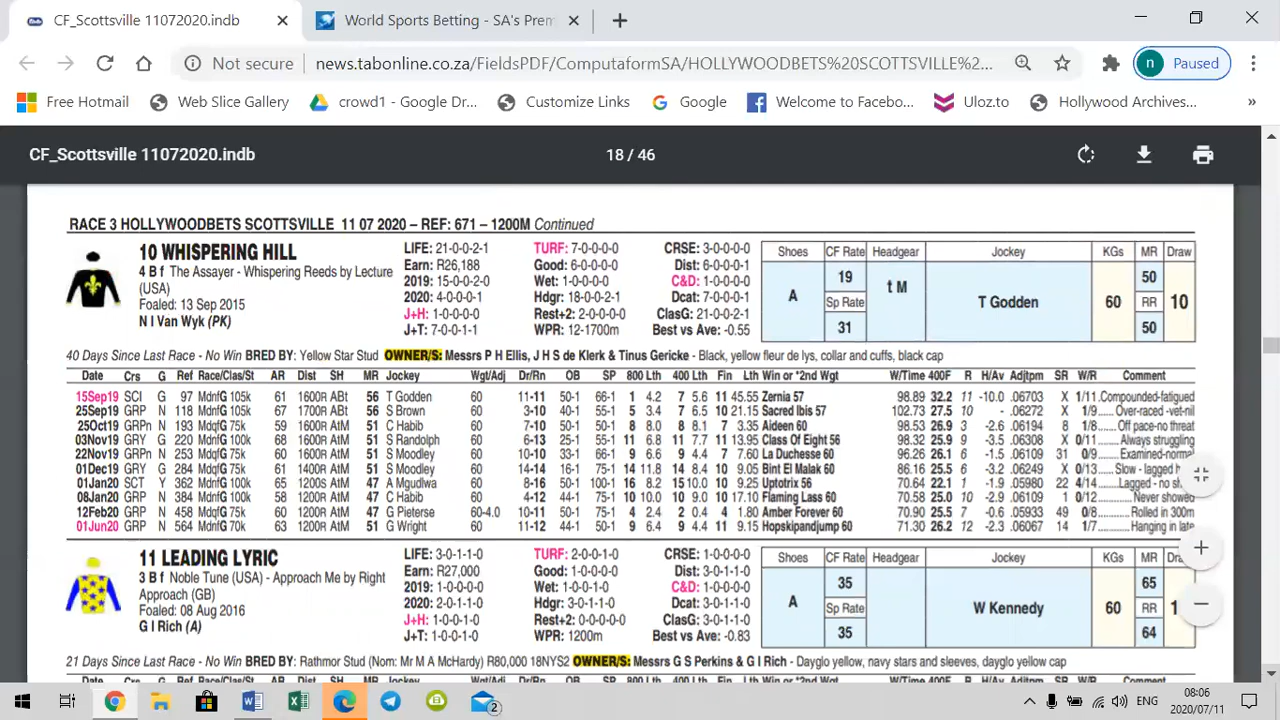 CF_Scottsville 11072020.indb
World Sports Betting - SA's Prem
Not secure
news.tabonline.co.za/FieldsPDF/ComputaformSA/HOLLYWOODBETS%20SCOTTSVILLE%2...
n Paused
Free Hotmail
Web Slice Gallery
crowd1 - Google Dr...
Customize Links
Google
Welcome to Facebo...
Uloz.to
Hollywood Archives...
»
CF_Scottsville 11072020.indb
18 / 46
RACE 3 HOLLYWOODBETS SCOTTSVILLE 11 07 2020 – REF: 671 – 1200M Continued
10 WHISPERING HILL
4 B f The Assayer - Whispering Reeds by Lecture
(USA)
Foaled: 13 Sep 2015
N I Van Wyk (PK)
LIFE: 21-0-0-2-1 TURF: 7-0-0-0-0 CRSE: 3-0-0-0-0
Earn: R26,188 Good: 6-0-0-0-0 Dist: 6-0-0-0-1
2019: 15-0-0-2-0 Wet: 1-0-0-0-0 C&D: 1-0-0-0-0
2020: 4-0-0-0-1 Hdgr: 18-0-0-2-1 Dcat: 7-0-0-0-1
J+H: 1-0-0-0-0 Rest+2: 2-0-0-0-0 ClasG: 21-0-0-2-1
J+T: 7-0-0-1-1 WPR: 12-1700m Best vs Ave: -0.55
Shoes CF Rate Headgear Jockey KGs MR Draw
A 19 t M T Godden 60 50 10
Sp Rate RR
31 50
40 Days Since Last Race - No Win BRED BY: Yellow Star Stud OWNER/S: Messrs P H Ellis, J H S de Klerk & Tinus Gericke - Black, yellow fleur de lys, collar and cuffs, black cap
Date Crs G Ref Race/Clas/St AR Dist SH MR Jockey Wgt/Adj Dr/Rn OB SP 800 Lth 400 Lth Fin Lth Win or *2nd Wgt W/Time 400F R H/Av Adjtpm SR W/R Comment
15Sep19 SCI G 97 MdnfG 105k 61 1600R ABt 56 T Godden 60 11-11 50-1 66-1 1 4.2 7 5.6 11 45.55 Zernia 57 98.89 32.2 11 -10.0 .06703 X 1/11 .Compounded-fatigued
25Sep19 GRP N 118 MdqfG 105k 67 1700R ABt 56 S Brown 60 3-10 40-1 55-1 5 3.4 7 6.5 10 21.15 Sacred Ibis 57 102.73 27.5 10 - .06272 X 1/9 ..... Over-raced -vet-nil
25Oct19 GRPn N 193 MdqfG 75k 59 1600R AtM 51 C Habib 60 7-10 50-1 50-1 8 8.0 8 8.1 7 3.35 Aideen 60 98.53 26.9 3 -2.6 .06194 8 1/8 ..... Off pace-no threat
03Nov19 GRY G 220 MdqfG 100k 68 1600R AtM 51 S Randolph 60 6-13 25-1 55-1 11 6.8 11 7.7 11 13.95 Class Of Eight 56 98.32 25.9 9 -3.5 .06308 X 0/11 ..... Always struggling
22Nov19 GRPn N 253 MdqfG 75k 61 1600R AtM 51 S Moodley 60 10-10 33-1 66-1 9 6.6 9 4.4 7 7.60 La Duchesse 60 96.26 26.1 6 -1.5 .06109 31 0/9 ..... Examined-normal
01Dec19 GRY G 284 MdqfG 75k 61 1400R AtM 51 S Moodley 60 14-14 16-1 75-1 14 11.8 14 8.4 10 9.05 Bint El Malak 60 86.16 25.5 6 -3.2 .06249 X 0/13 ..... Slow - lagged
01Jan20 SCT Y 362 MdqfG 100k 65 1200S AtM 47 A Mgudwa 60 8-16 50-1 100-1 16 8.2 15 10.0 10 9.25 Uptotrix 56 70.64 22.1 7 -1.9 .05980 22 4/14 ..... Lagged - no
08Jan20 GRP N 384 MdqfG 100k 58 1200R AtM 47 C Habib 60 4-12 44-1 75-1 10 10.0 10 9.0 10 17.10 Flaming Lass 60 70.58 25.0 10 -2.9 .06109 1 0/12 ..... Never showed
12Feb20 GRP N 458 MdqfG 75k 60 1200R AtM 47 G Pieterse 60-4.0 10-11 50-1 75-1 4 2.4 2 0.4 4 1.80 Amber Forever 60 70.90 25.9 2 -0.6 .05933 49 0/8 ..... Rolled in 300m
01Jun20 GRP N 564 MdqfG 70k 63 1200R AtM 51 G Wright 60 11-12 44-1 50-1 9 6.4 9 4.4 11 9.15 Hopskipandjump 60 71.30 26.2 12 -2.3 .06067 14 1/7 ..... Hanging in late
11 LEADING LYRIC
3 B f Noble Tune (USA) - Approach Me by Right
Approach (GB)
Foaled: 08 Aug 2016
G I Rich (A)
LIFE: 3-0-1-1-0 TURF: 2-0-0-1-0 CRSE: 1-0-0-0-0
Earn: R27,000 Good: 1-0-0-0-0 Dist: 3-0-1-1-0
2019: 1-0-0-0-0 Wet: 1-0-0-1-0 C&D: 1-0-0-0-0
2020: 2-0-1-1-0 Hdgr: 3-0-1-1-0 Dcat: 3-0-1-1-0
J+H: 1-0-0-1-0 Rest+2: 0-0-0-0-0 ClasG: 3-0-1-1-0
J+T: 1-0-0-1-0 WPR: 1200m Best vs Ave: -0.83
Shoes CF Rate Headgear Jockey KGs MR
A 35 W Kennedy 60 65
Sp Rate RR
35 64
21 Days Since Last Race - No Win BRED BY: Rathmor Stud (Nom: Mr M A McHardy) R80,000 18NYS2 OWNER/S: Messrs G S Perkins & G I Rich - Dayglo yellow, navy stars and sleeves, dayglo yellow cap
2
ENG
08:06
2020/07/11